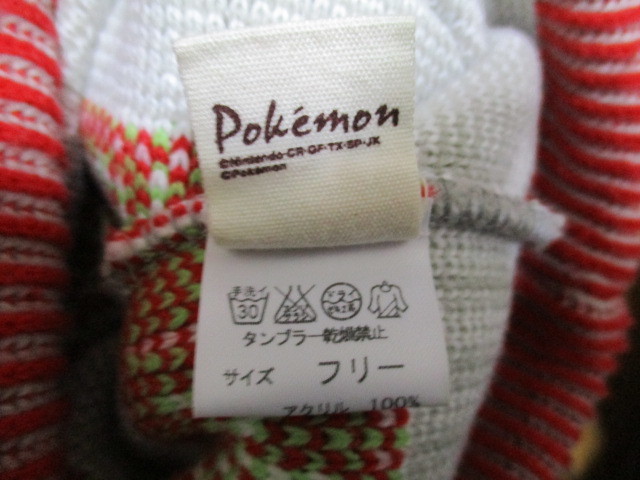 Pokémon
©Nintendo·CR·GF·TX·SP·JK
©Pokémon
手洗イ
30
タンブラー乾燥禁止
サイズ フリー
アクリル 100%